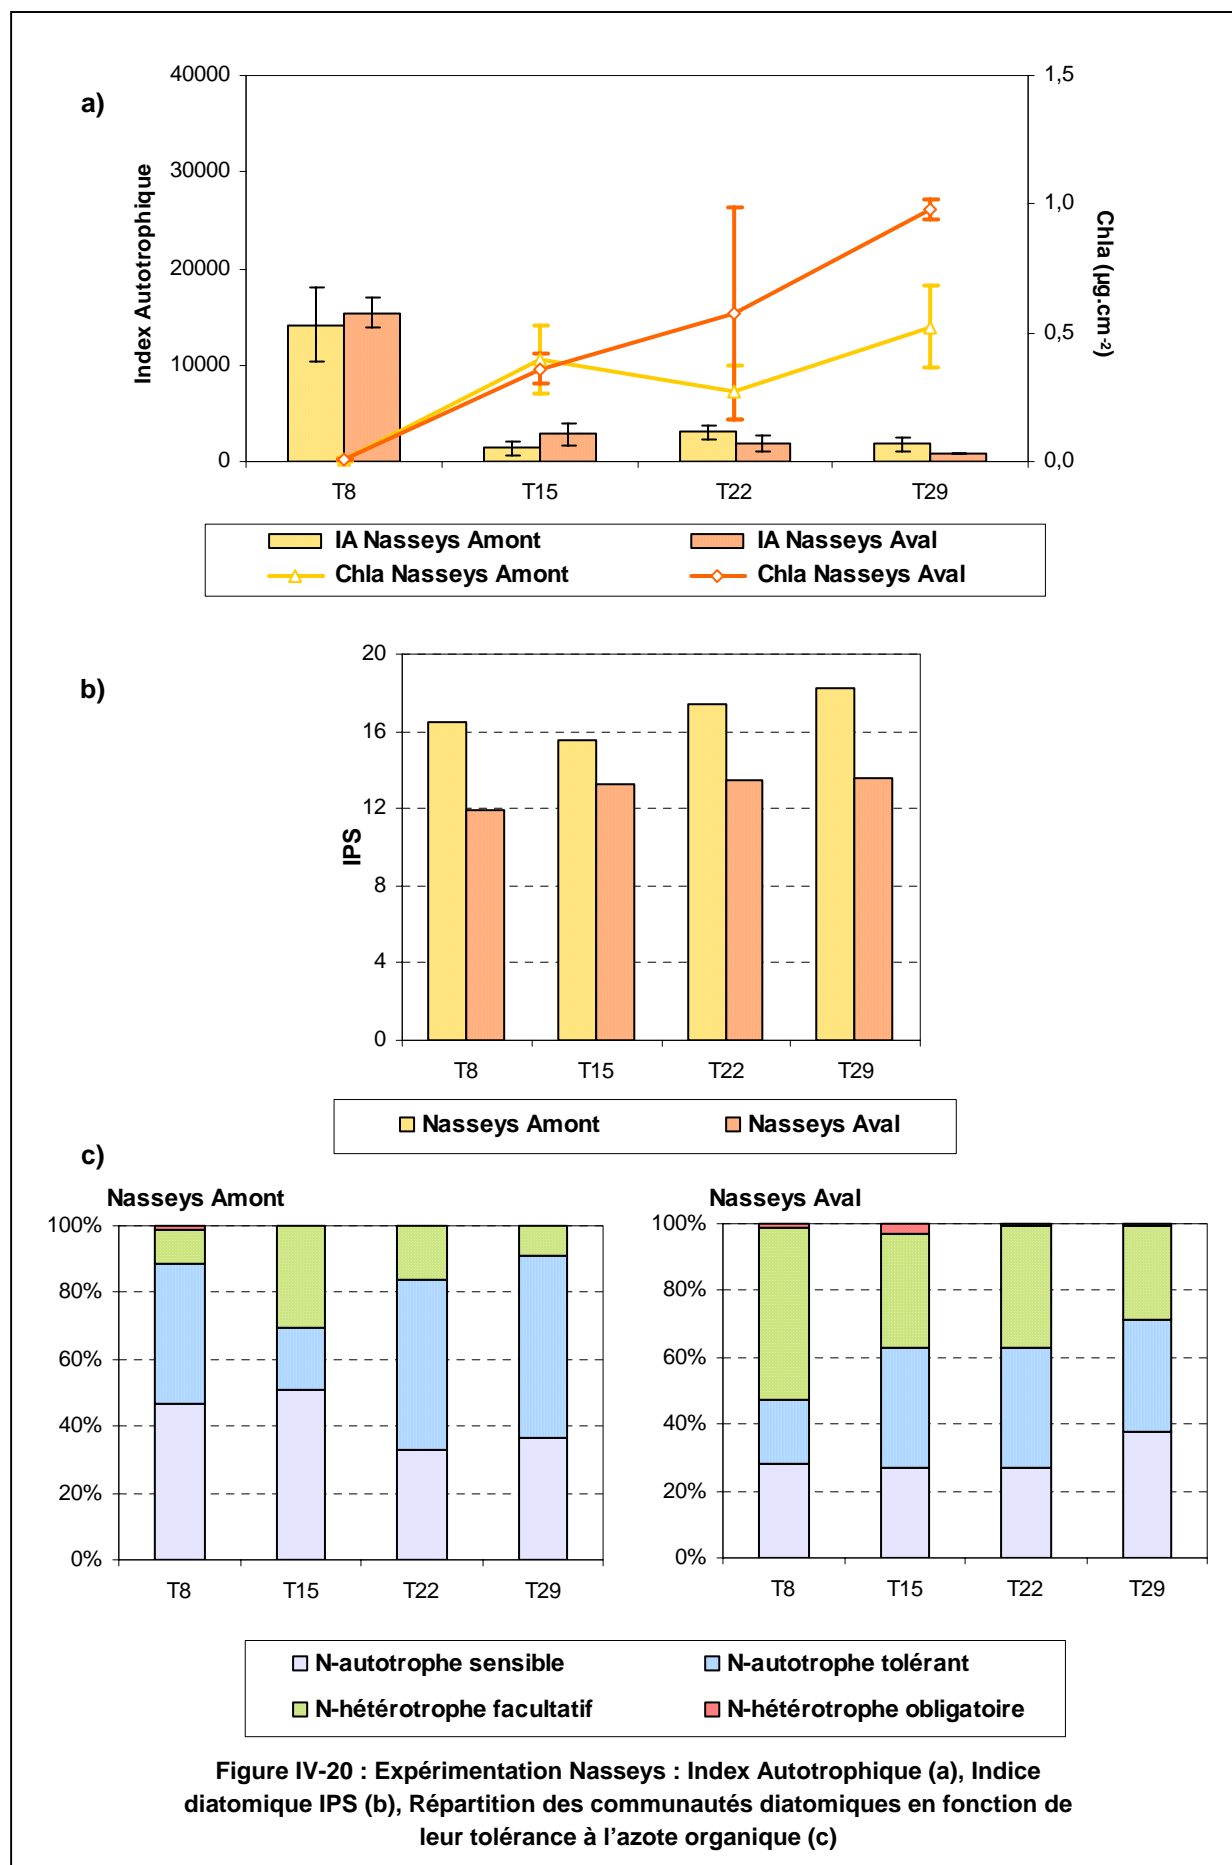 a)
40000
30000
20000
10000
0
Index Autotrophique
1,5
1,0
0,5
0,0
Chla (µg.cm-2)
T8 T15 T22 T29
IA Nasseys Amont IA Nasseys Aval
Chla Nasseys Amont Chla Nasseys Aval
b)
20
16
12
8
4
0
IPS
T8 T15 T22 T29
Nasseys Amont Nasseys Aval
c)
Nasseys Amont
100%
80%
60%
40%
20%
0%
T8 T15 T22 T29
Nasseys Aval
100%
80%
60%
40%
20%
0%
T8 T15 T22 T29
N-autotrophe sensible N-autotrophe tolérant
N-hétérotrophe facultatif N-hétérotrophe obligatoire
Figure IV-20 : Expérimentation Nasseys : Index Autotrophique (a), Indice
diatomique IPS (b), Répartition des communautés diatomiques en fonction de
leur tolérance à l’azote organique (c)